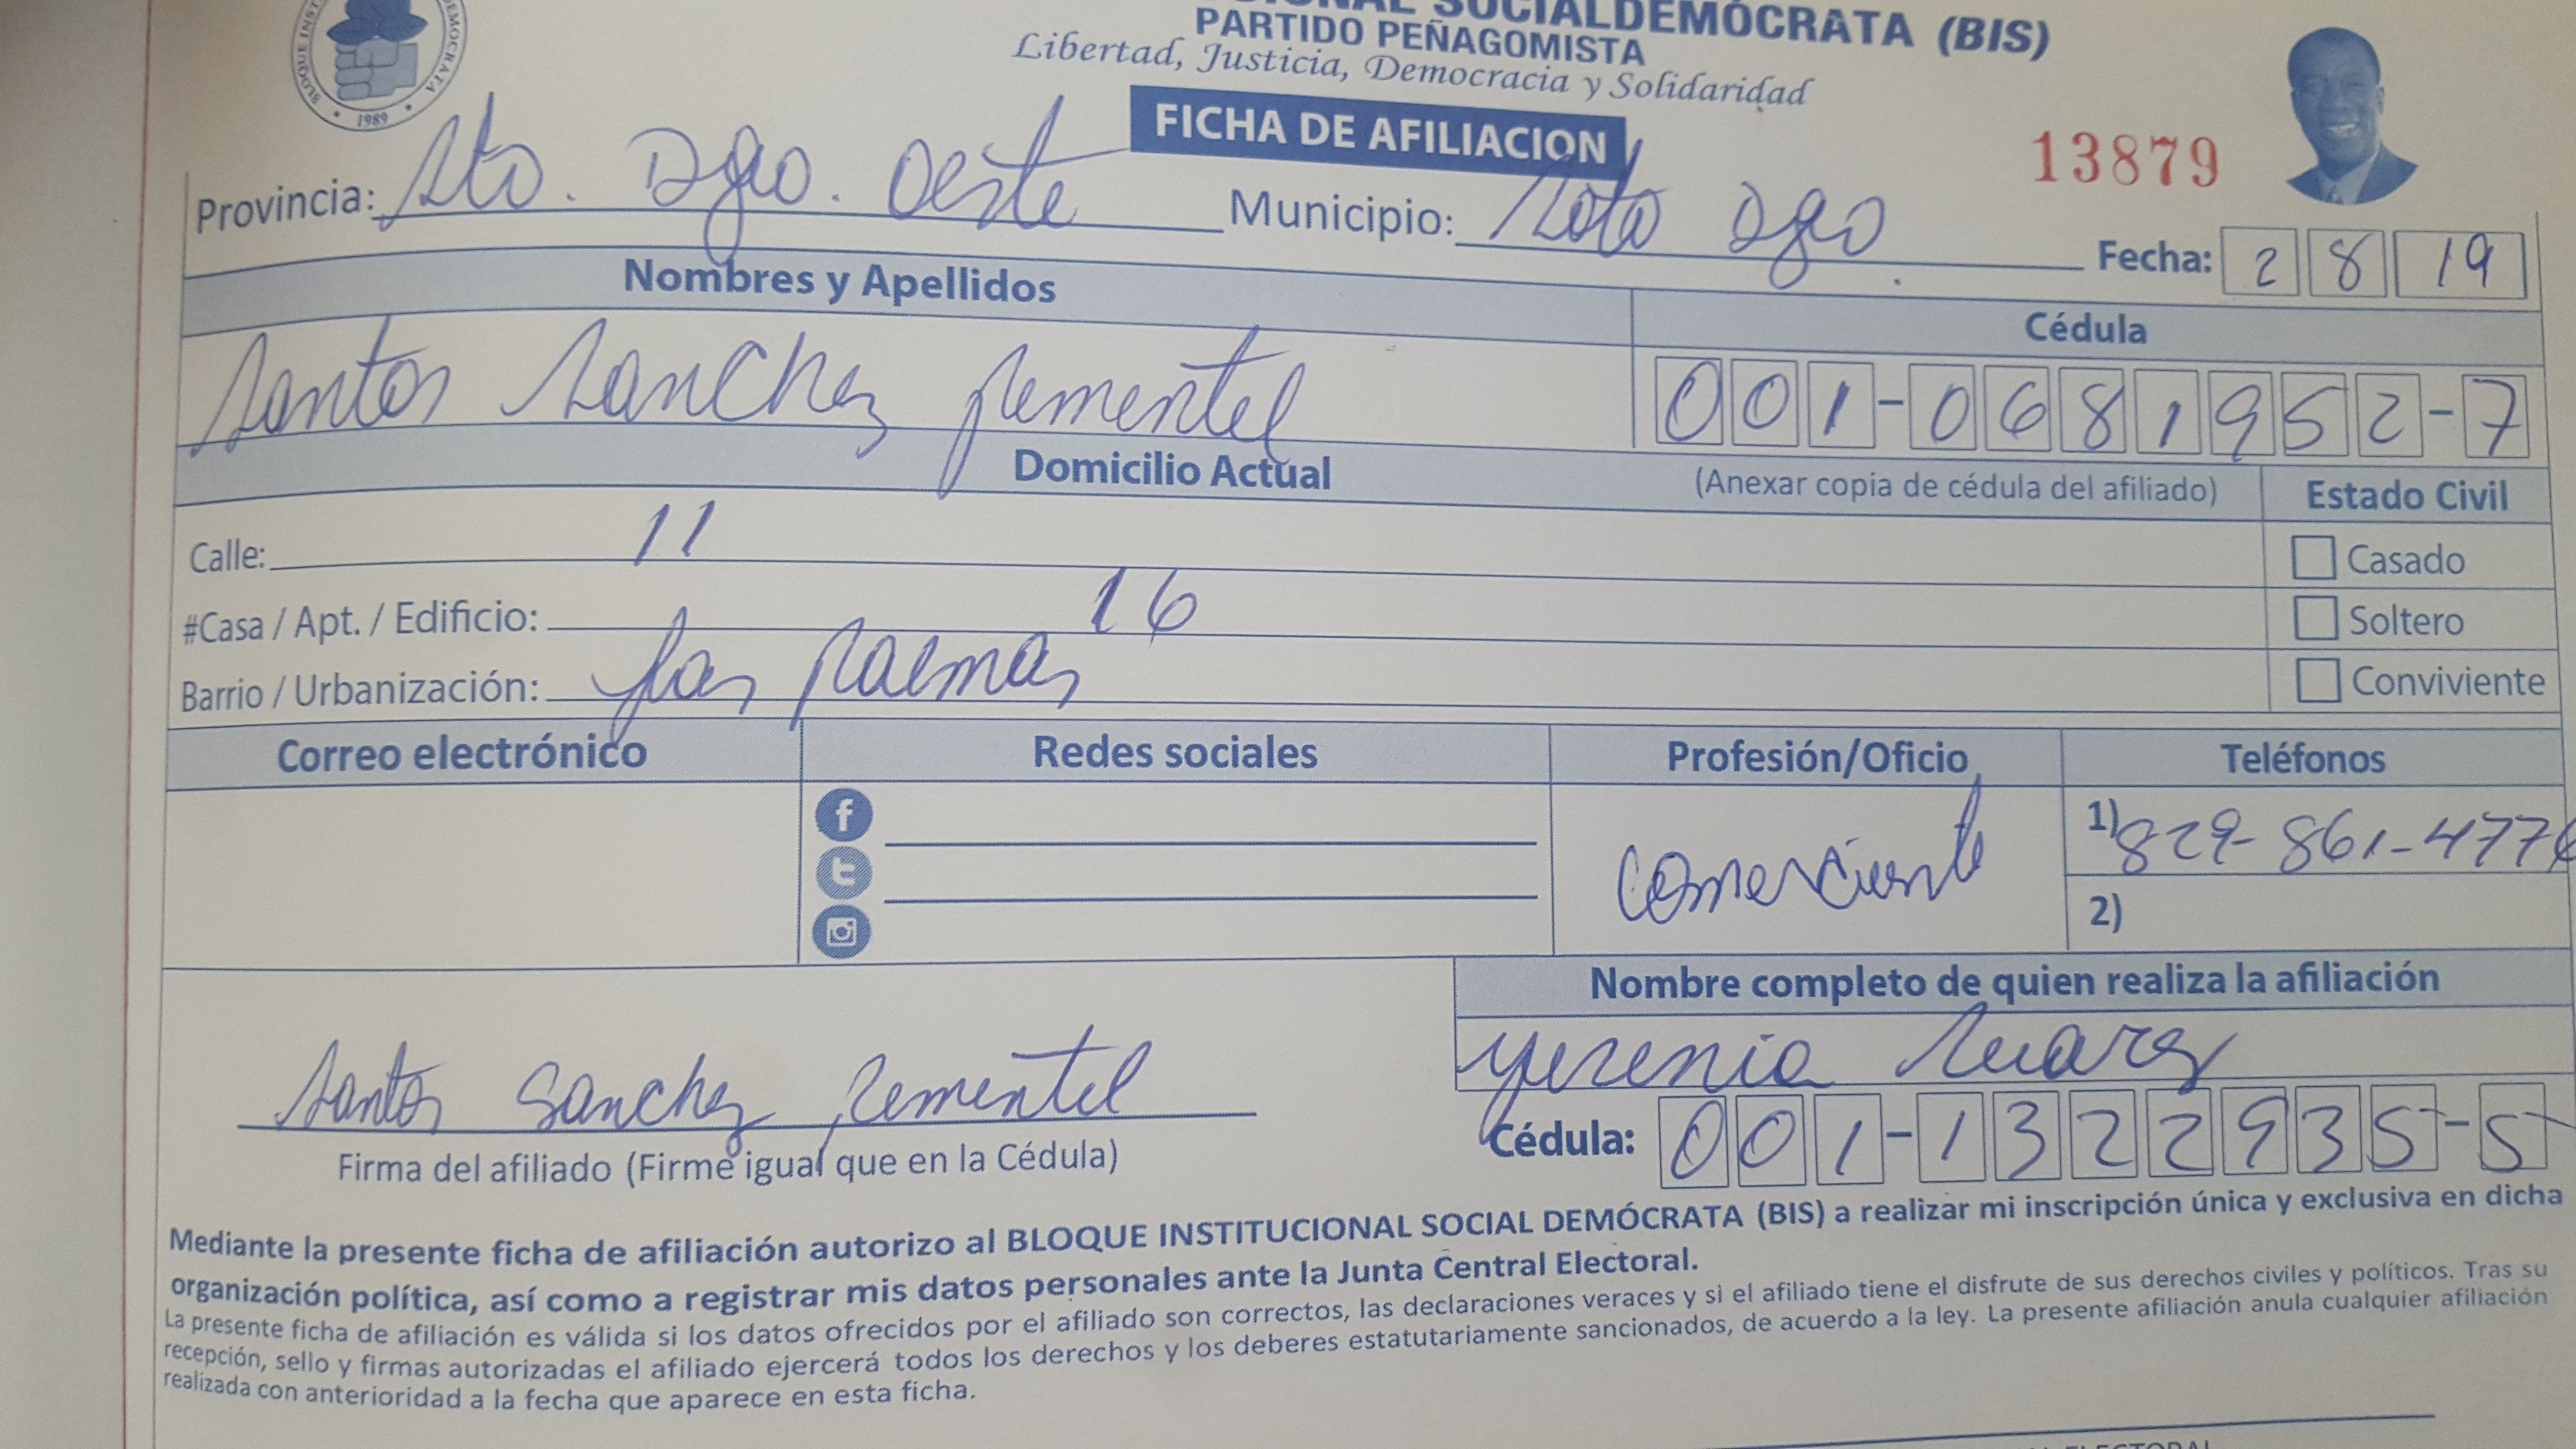 SOCIALDEMÓCRATA (BIS)
PARTIDO PEÑAGOMISTA
Libertad, Justicia, Democracia y Solidaridad
1989
FICHA DE AFILIACION
13879
Provincia: Sto. Dgo. Oeste Municipio: Sto Dgo. Fecha: 2 8 19
Nombres y Apellidos
Cédula
Santos Sanchez Pementel 001-0681952-7
Domicilio Actual (Anexar copia de cédula del afiliado) Estado Civil
Calle: 11
Casado
#Casa / Apt. / Edificio: 16
Soltero
Barrio / Urbanización: Las Palmas
Conviviente
Correo electrónico Redes sociales Profesión/Oficio Teléfonos
f
1) 829-861-477
t
Comerciente
2)
Nombre completo de quien realiza la afiliación
Yesenia Suarez
Santos Sanchez Pementel
Cédula: 001-1322935-5
Firma del afiliado (Firme igual que en la Cédula)
Mediante la presente ficha de afiliación autorizo al BLOQUE INSTITUCIONAL SOCIAL DEMÓCRATA (BIS) a realizar mi inscripción única y exclusiva en dicha
organización política, así como a registrar mis datos personales ante la Junta Central Electoral.
La presente ficha de afiliación es válida si los datos ofrecidos por el afiliado son correctos, las declaraciones veraces y si el afiliado tiene el disfrute de sus derechos civiles y políticos. Tras su
recepción, sello y firmas autorizadas el afiliado ejercerá todos los derechos y los deberes estatutariamente sancionados, de acuerdo a la ley. La presente afiliación anula cualquier afiliación
realizada con anterioridad a la fecha que aparece en esta ficha.